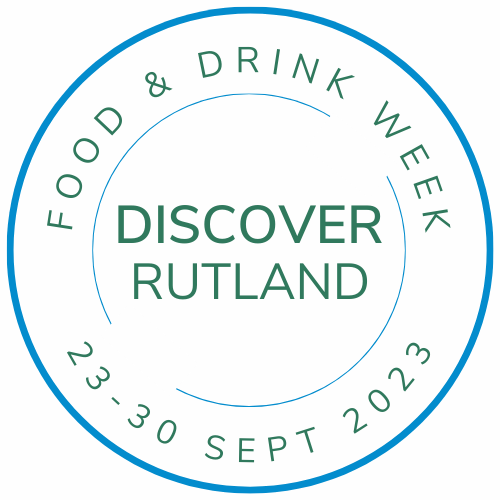 FOOD & DRINK WEEK
DISCOVER
RUTLAND
23-30 SEPT 2023